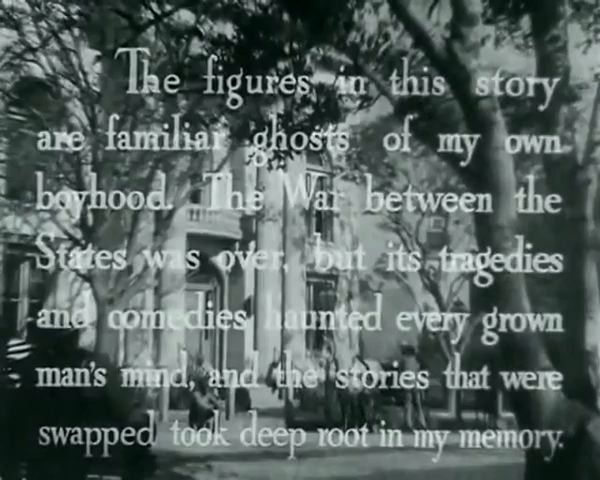 The figures in this story
are familiar ghosts of my own
boyhood. The War between the
States was over, but its tragedies
and comedies haunted every grown
man's mind, and the stories that were
swapped took deep root in my memory.